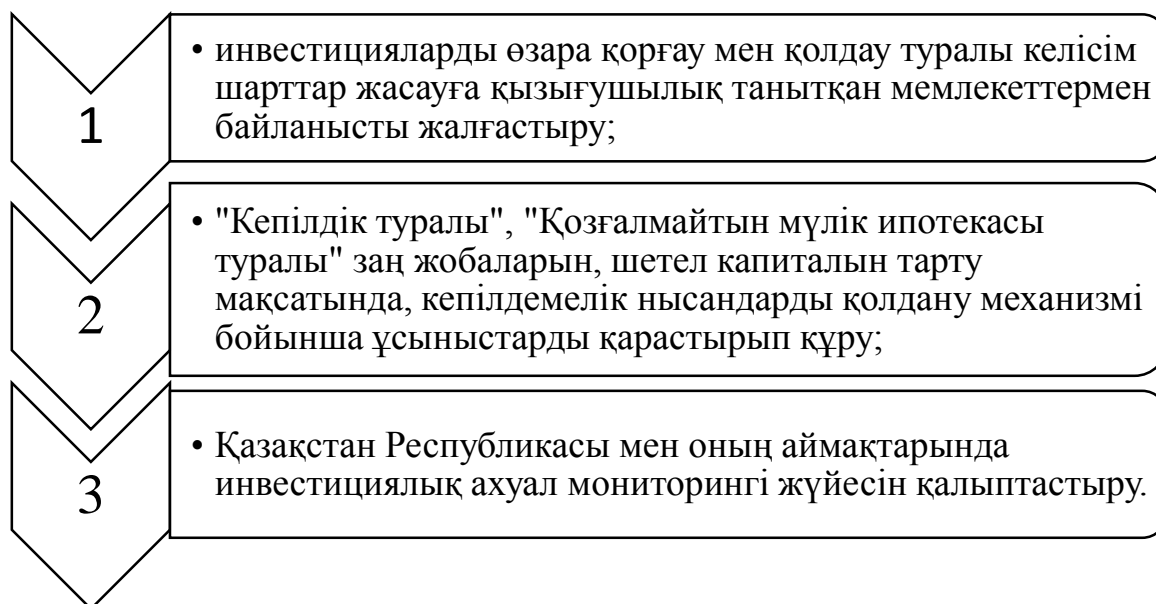 1
• инвестицияларды өзара қорғау мен қолдау туралы келісім
шарттар жасауға қызығушылық танытқан мемлекеттермен
байланысты жалғастыру;
2
• "Кепілдік туралы", "Қозғалмайтын мүлік ипотекасы
туралы" заң жобаларын, шетел капиталын тарту
мақсатында, кепілдемелік нысандарды қолдану механизмі
бойынша ұсыныстарды қарастырып құру;
3
• Қазақстан Республикасы мен оның аймақтарында
инвестициялық ахуал мониторингі жүйесін қалыптастыру.